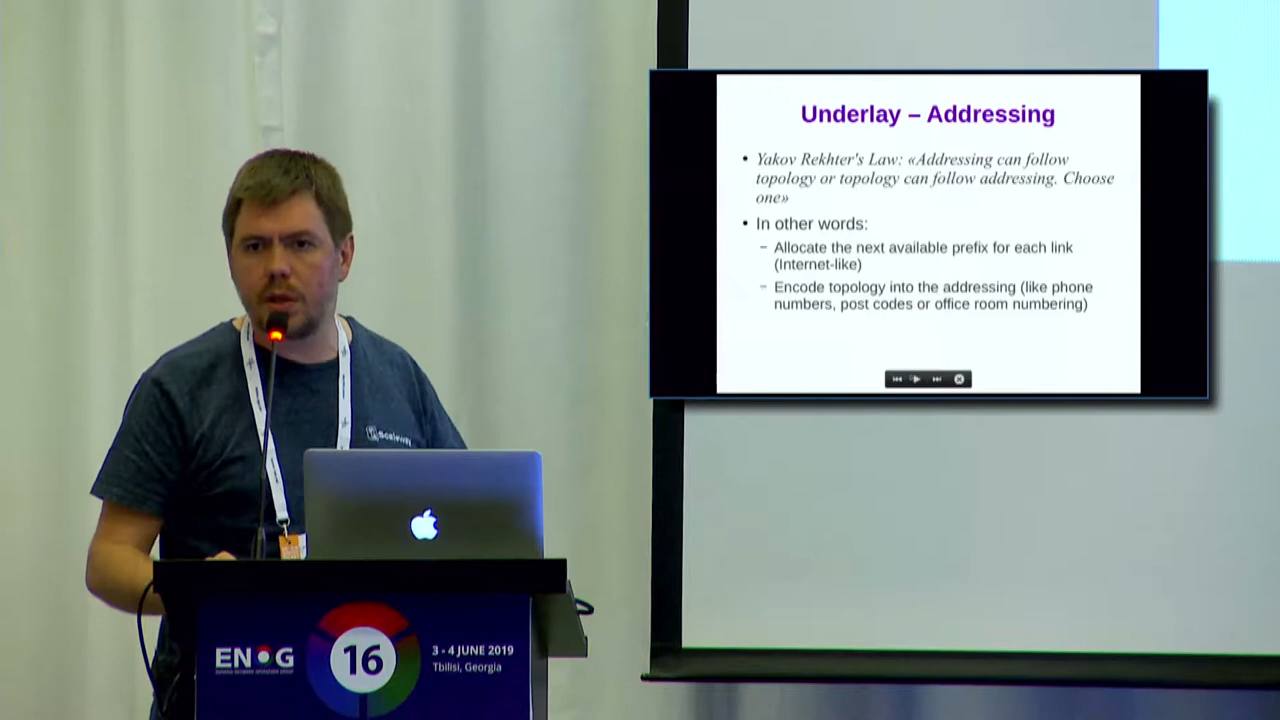 Underlay – Addressing
• Yakov Rekhter's Law: «Addressing can follow
topology or topology can follow addressing. Choose
one»
• In other words:
– Allocate the next available prefix for each link
(Internet-like)
– Encode topology into the addressing (like phone
numbers, post codes or office room numbering)
Scaleway
ENOG
16
3 - 4 JUNE 2019
Tbilisi, Georgia